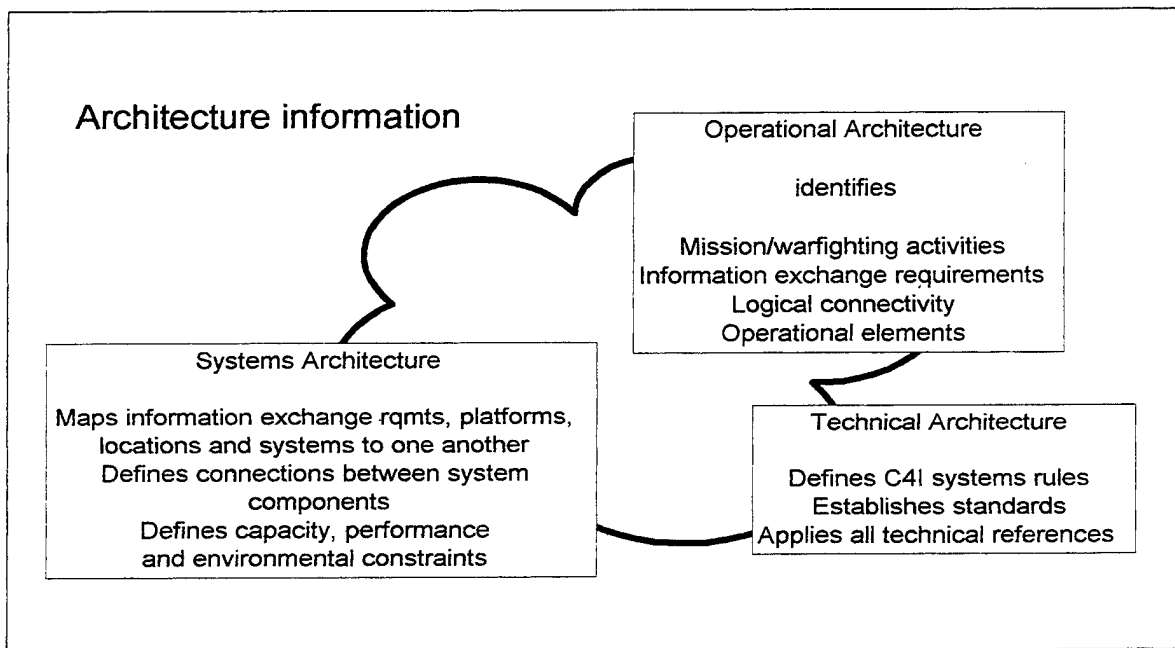 Architecture information
Operational Architecture
identifies
Mission/warfighting activities
Information exchange requirements
Logical connectivity
Operational elements
Systems Architecture
Maps information exchange rqmts, platforms,
locations and systems to one another
Defines connections between system
components
Defines capacity, performance
and environmental constraints
Technical Architecture
Defines C4I systems rules
Establishes standards
Applies all technical references